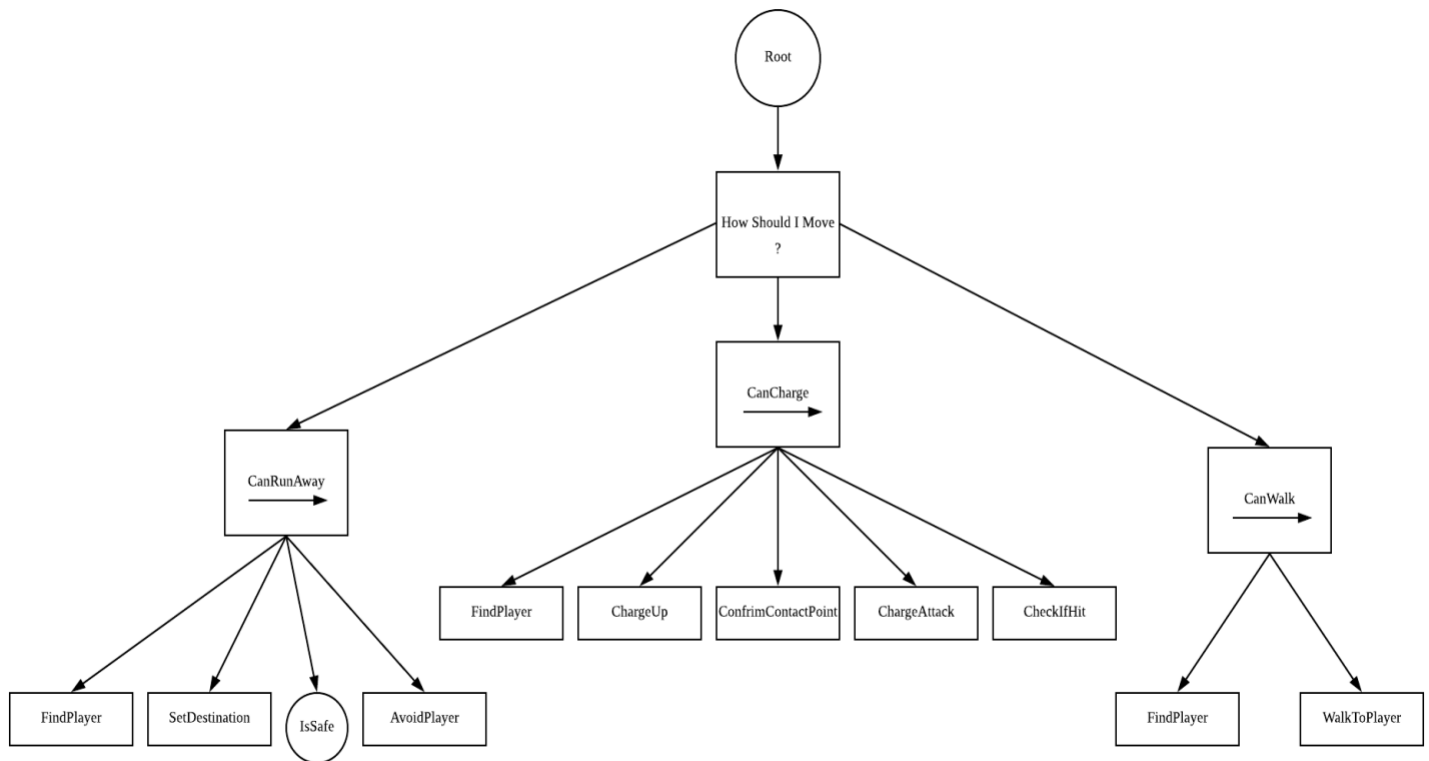 Root
How Should I Move
?
CanCharge
CanRunAway
CanWalk
FindPlayer
ChargeUp
ConfrimContactPoint
ChargeAttack
CheckIfHit
FindPlayer
SetDestination
IsSafe
AvoidPlayer
FindPlayer
WalkToPlayer